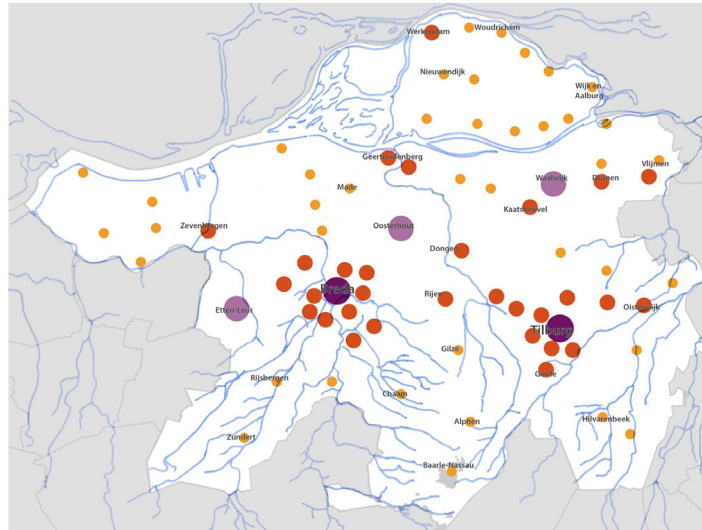 Werkendam
Woudrichem
Nieuwendijk
Wijk en
Aalburg
Geertruidenberg
Vlijmen
Made
Waalwijk
Drunen
Kaatsheuvel
Zevenbergen
Oosterhout
Dongen
Breda
Rijen
Etten-Leur
Oisterwijk
Tilburg
Gilze
Goirle
Rijsbergen
Chaam
Alphen
Hilvarenbeek
Zundert
Baarle-Nassau